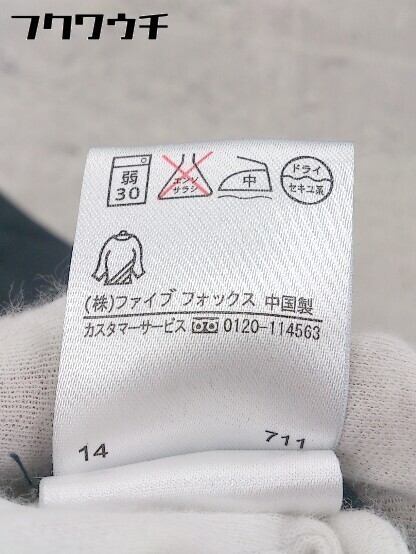 フクワウチ
弱
30
エンソ
サラシ
中
ドライ
セキユ系
(株)ファイブ フォックス 中国製
カスタマーサービス 0120-114563
14 711